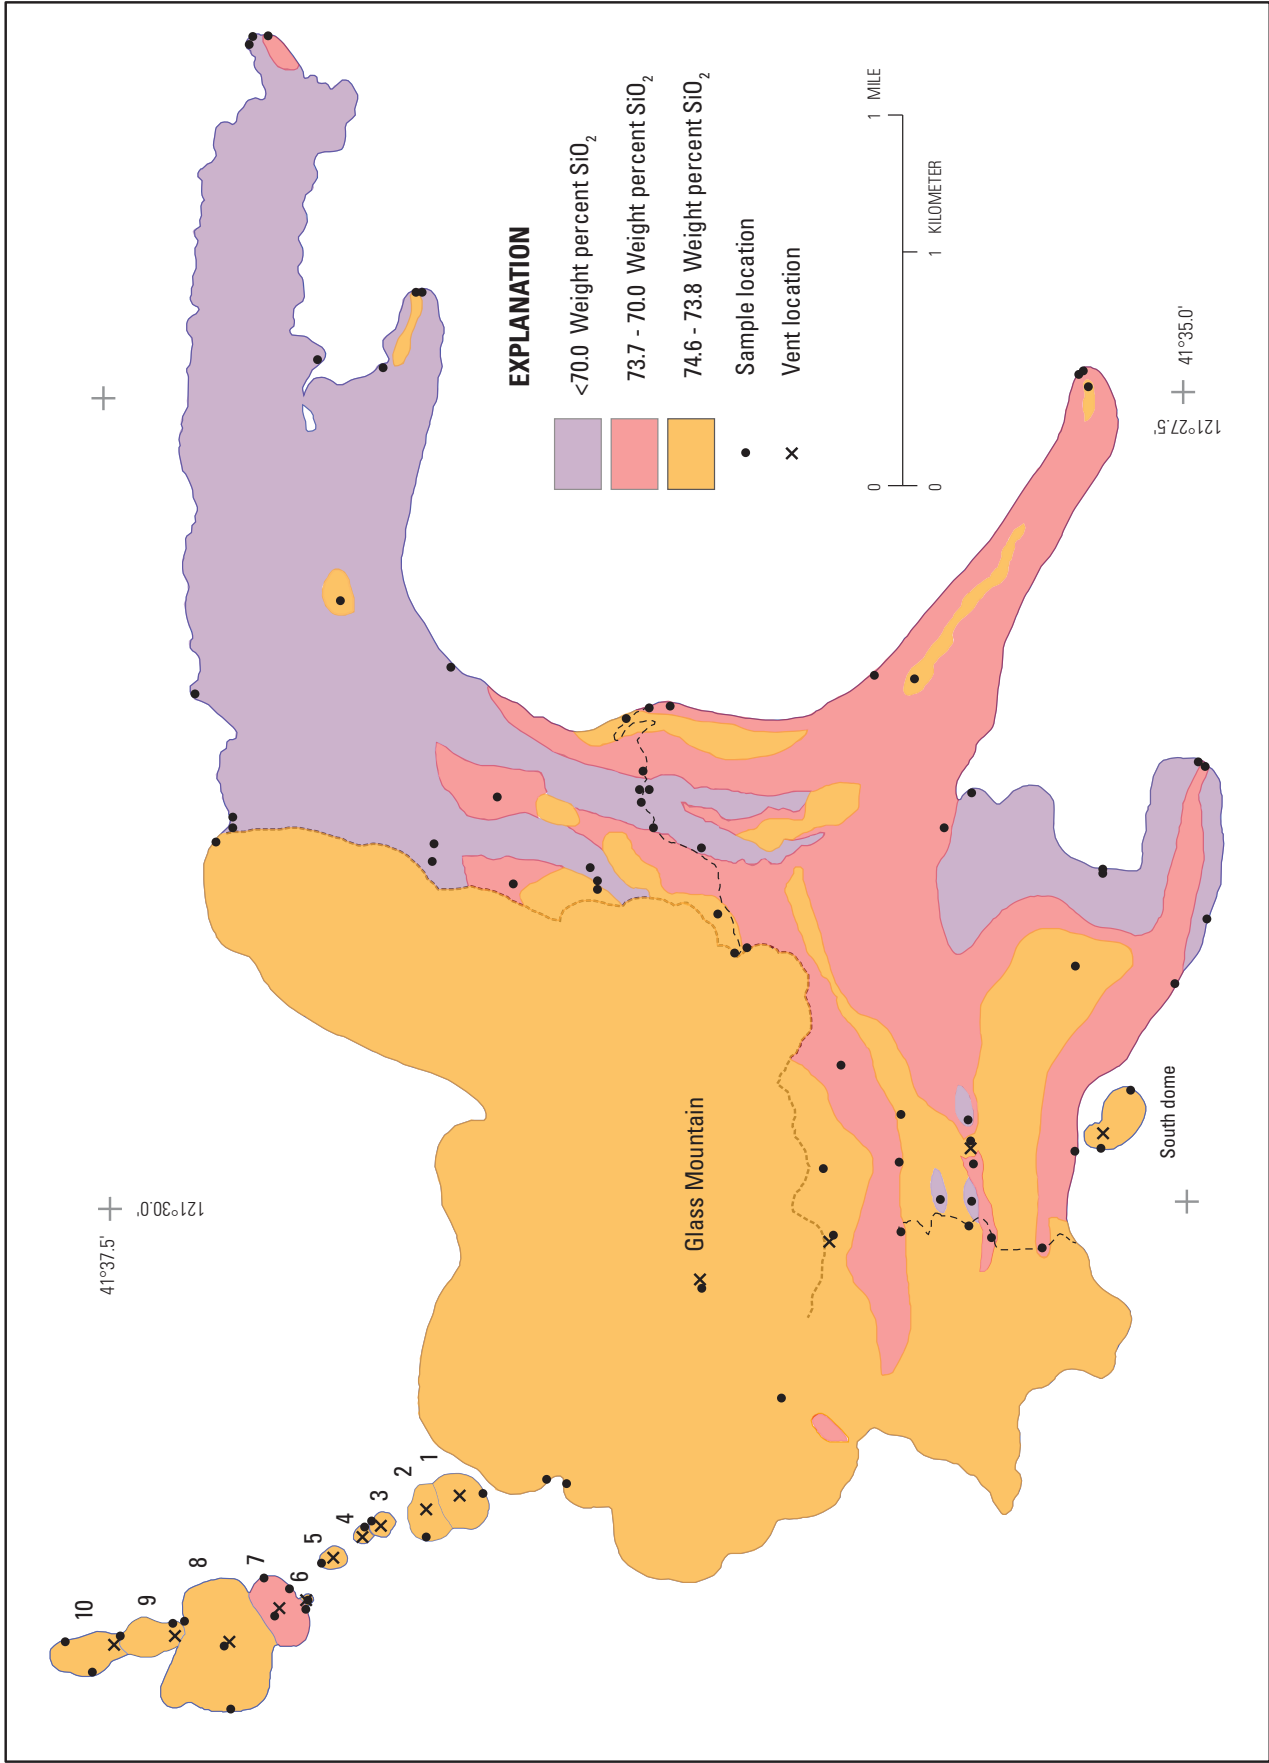 10
9
8
7
6
5
4
3
2
1
41°37.5'
121°30.0'
Glass Mountain
South dome
EXPLANATION
<70.0 Weight percent SiO₂
73.7 - 70.0 Weight percent SiO₂
74.6 - 73.8 Weight percent SiO₂
Sample location
Vent location
0
1 MILE
0
1 KILOMETER
121°27.5'
41°35.0'